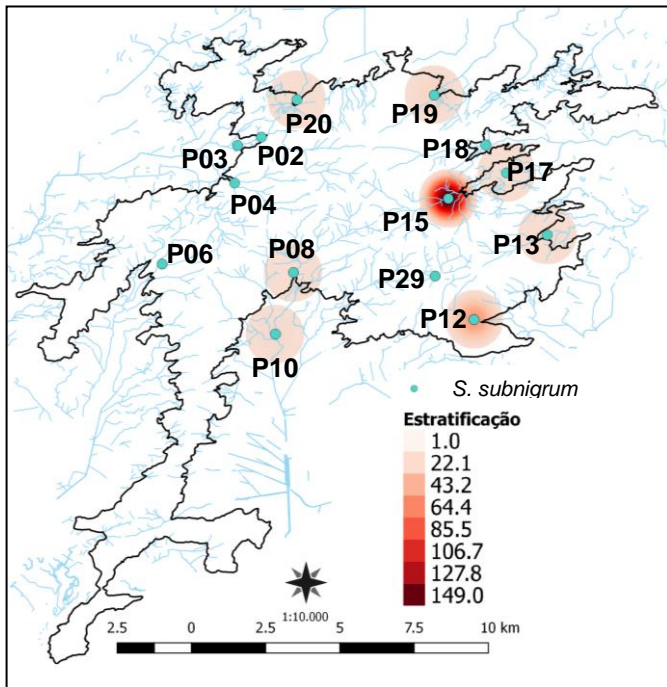 P20
P19
P03
P02
P18
P17
P04
P15
P13
P06
P08
P29
P12
P10
S. subnigrum
Estratificação
1.0
22.1
43.2
64.4
85.5
106.7
127.8
149.0
1:10.000
2.5 0 2.5 5 7.5 10 km